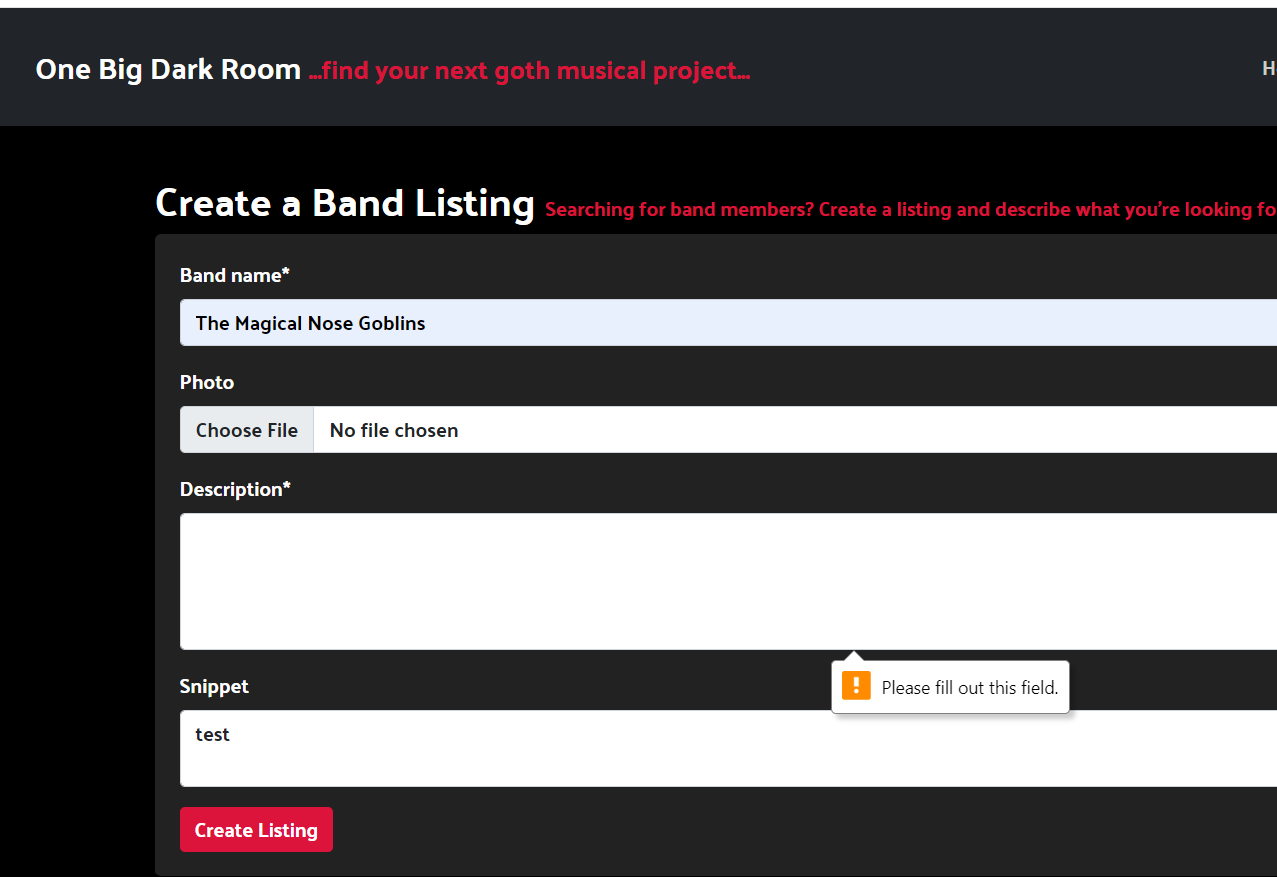 One Big Dark Room ...find your next goth musical project...
Create a Band Listing Searching for band members? Create a listing and describe what you're looking fo
Band name*
The Magical Nose Goblins
Photo
Choose File No file chosen
Description*
Please fill out this field.
Snippet
test
Create Listing